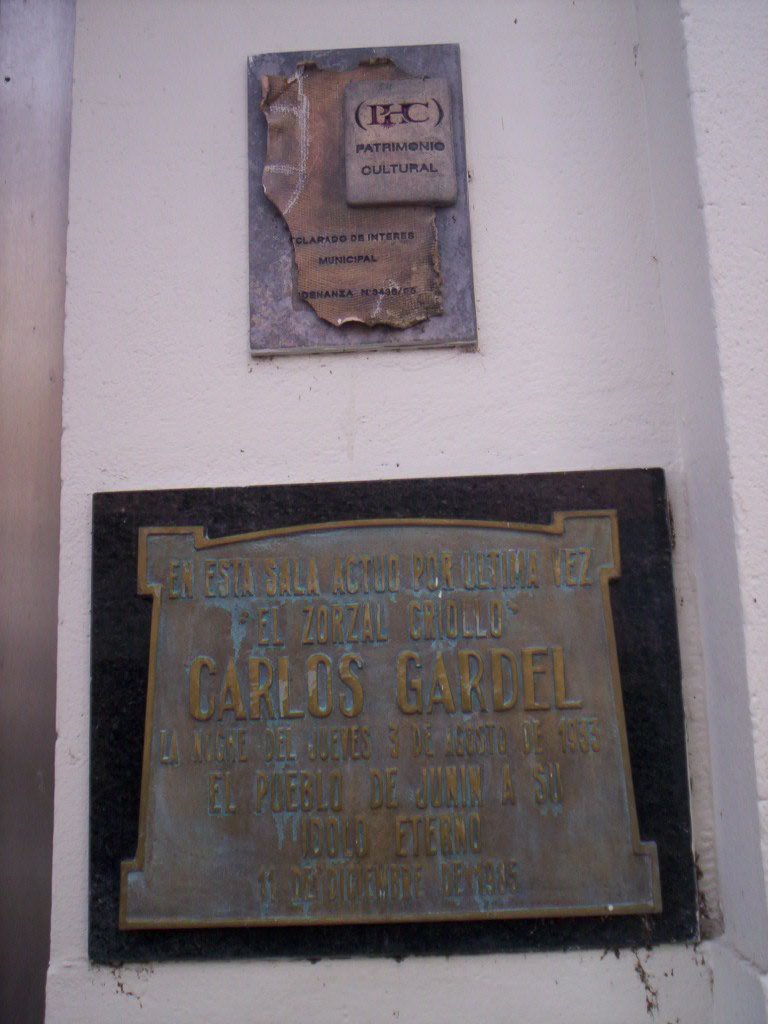 (PHC)
PATRIMONIO
CULTURAL
CLARADO DE INTERES
MUNICIPAL
DENANZA
EN ESTA SALA ACTUO POR ULTIMA VEZ
"EL ZORZAL CRIOLLO"
CARLOS GARDEL
LA NOCHE DEL JUEVES 3 DE AGOSTO DE 1933
EL PUEBLO DE JUNIN A SU
IDOLO ETERNO
11 DE DICIEMBRE DE